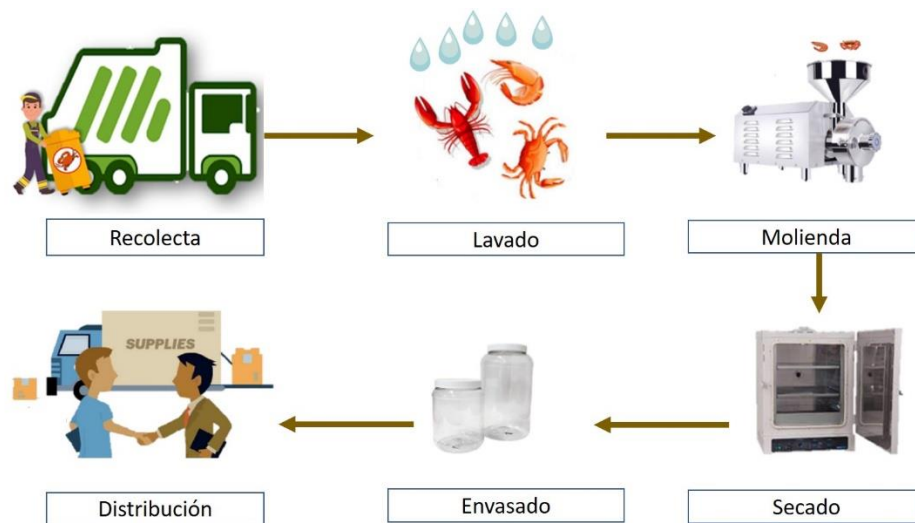 Recolecta
Lavado
Molienda
SUPPLIES
Distribución
Envasado
Secado